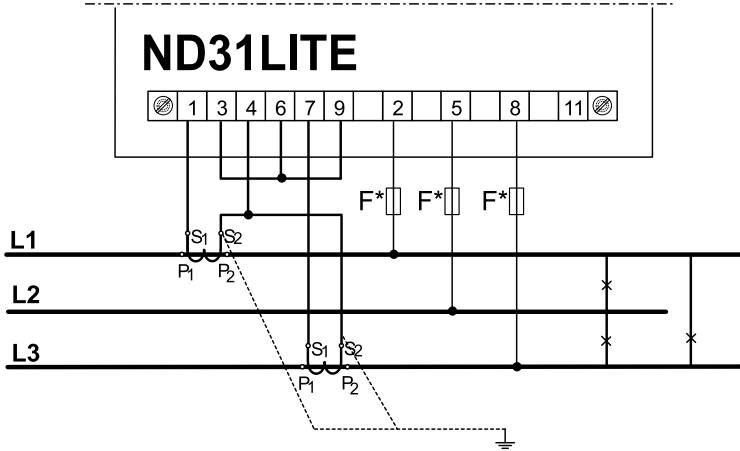 ND31LITE
1 3 4 6 7 9 2 5 8 11
F* F* F*
S1 S2
L1
P1 P2
L2
S1 S2
L3
P1 P2